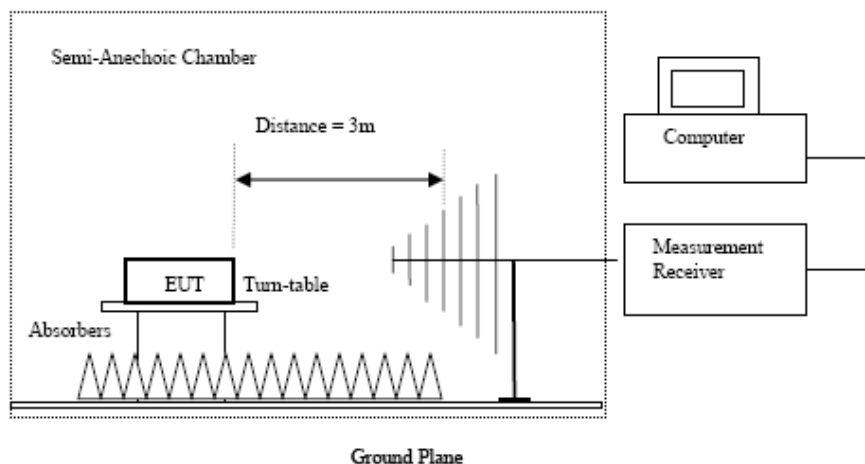 Semi-Anechoic Chamber
Distance = 3m
Computer
Measurement
Receiver
EUT
Turn-table
Absorbers
Ground Plane